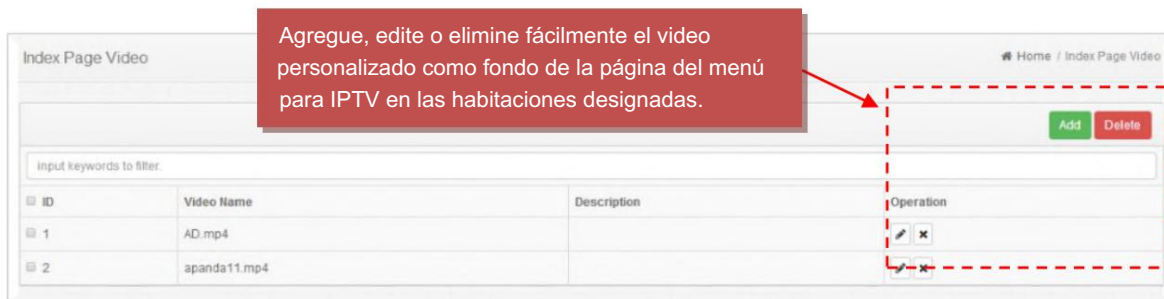 Agregue, edite o elimine fácilmente el video
personalizado como fondo de la página del menú
para IPTV en las habitaciones designadas.
Index Page Video
Home / Index Page Video
Add Delete
input keywords to filter.
ID Video Name Description Operation
1 AD.mp4
2 apanda11.mp4